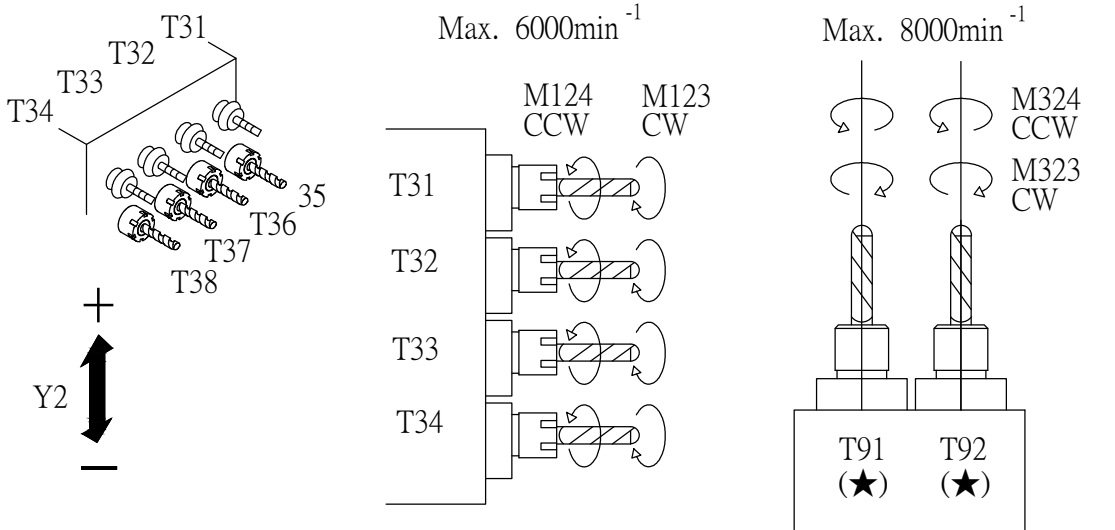 T31
T32
T33
T34
35
T36
T37
T38
+
Y2
—
Max. 6000min⁻¹
M124 M123
CCW CW
T31
T32
T33
T34
Max. 8000min⁻¹
M324
CCW
M323
CW
T91 T92
(★) (★)